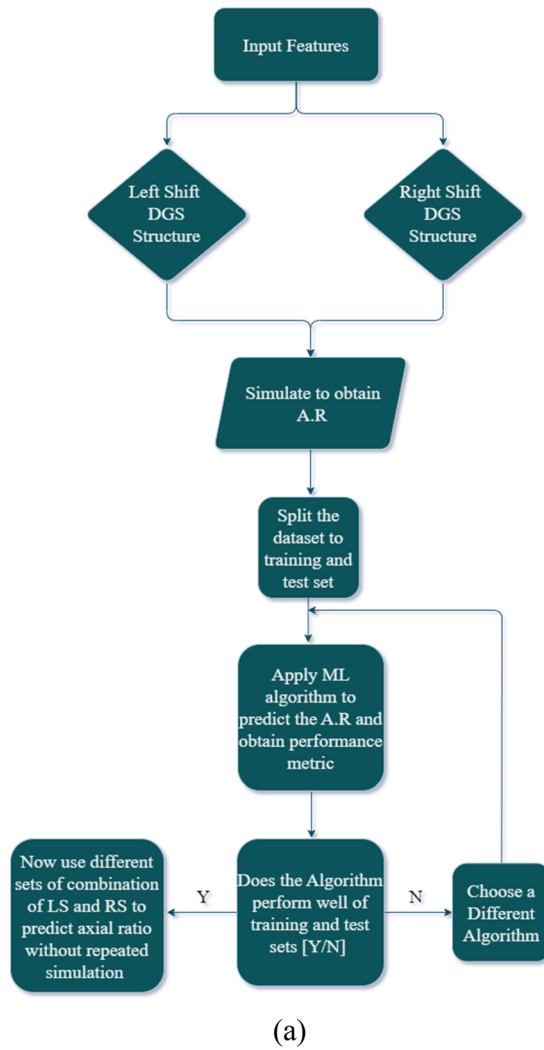 Input Features
Left Shift
DGS
Structure
Right Shift
DGS
Structure
Simulate to obtain
A.R
Split the
dataset to
training and
test set
Apply ML
algorithm to
predict the A.R and
obtain performance
metric
Now use different
sets of combination
of LS and RS to
predict axial ratio
without repeated
simulation
Y
Does the Algorithm
perform well of
training and test
sets [Y/N]
N
Choose a
Different
Algorithm
(a)